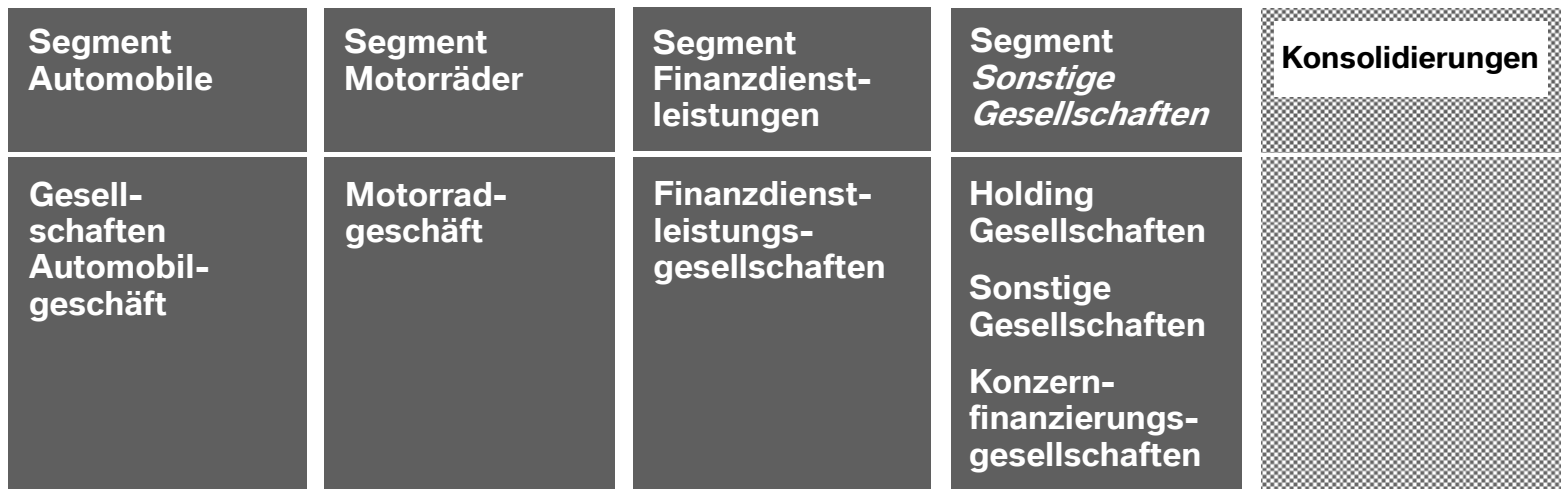 Segment
Automobile
Segment
Motorräder
Segment
Finanzdienst-
leistungen
Segment
Sonstige
Gesellschaften
Konsolidierungen
Gesell-
schaften
Automobil-
geschäft
Motorrad-
geschäft
Finanzdienst-
leistungs-
gesellschaften
Holding
Gesellschaften
Sonstige
Gesellschaften
Konzern-
finanzierungs-
gesellschaften